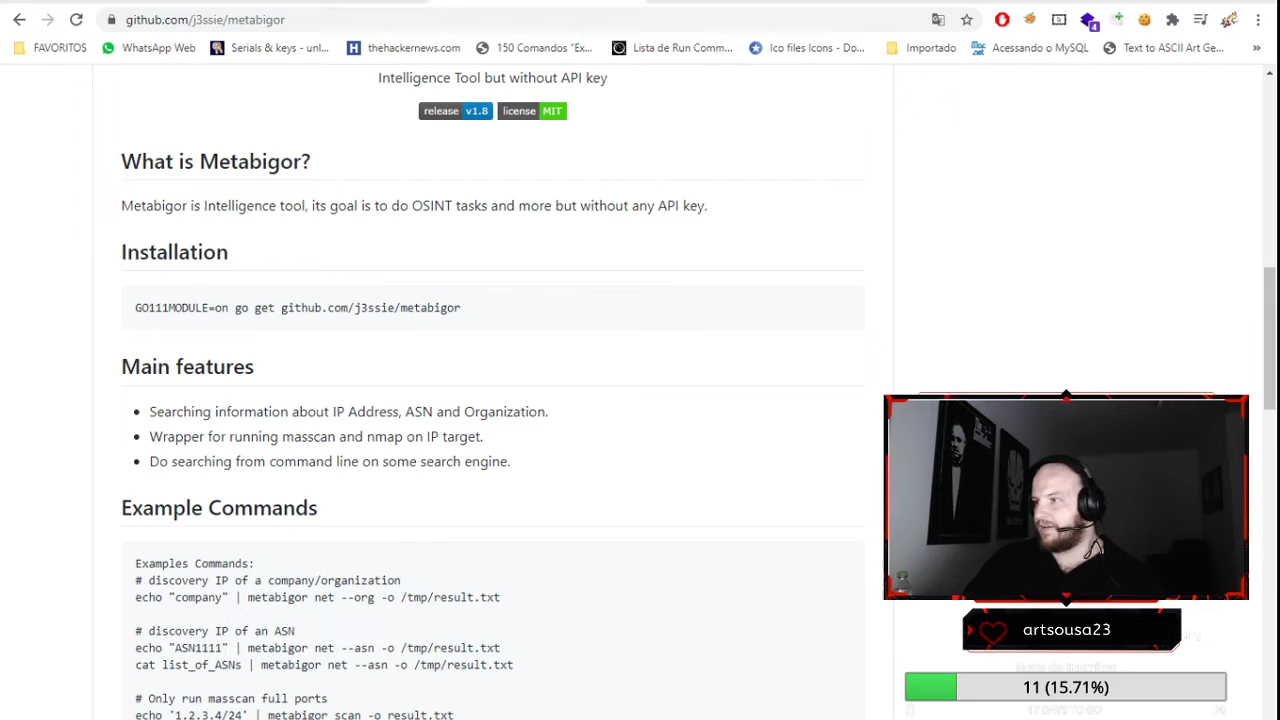 github.com/j3ssie/metabigor
4
FAVORITOS
WhatsApp Web
Serials & keys - unl...
thehackernews.com
150 Comandos "Ex...
Lista de Run Comm...
Ico files Icons - Do...
Importado
Acessando o MySQL
Text to ASCII Art Ge...
»
Intelligence Tool but without API key
release v1.8 license MIT
What is Metabigor?
Metabigor is Intelligence tool, its goal is to do OSINT tasks and more but without any API key.
Installation
GO111MODULE=on go get github.com/j3ssie/metabigor
Main features
• Searching information about IP Address, ASN and Organization.
• Wrapper for running masscan and nmap on IP target.
• Do searching from command line on some search engine.
Example Commands
Examples Commands:
# discovery IP of a company/organization
echo "company" | metabigor net --org -o /tmp/result.txt
# discovery IP of an ASN
echo "ASN1111" | metabigor net --asn -o /tmp/result.txt
cat list_of_ASNs | metabigor net --asn -o /tmp/result.txt
# Only run masscan full ports
echo '1.2.3.4/24' | metabigor scan -o result.txt
artsousa23
11 (15.71%)